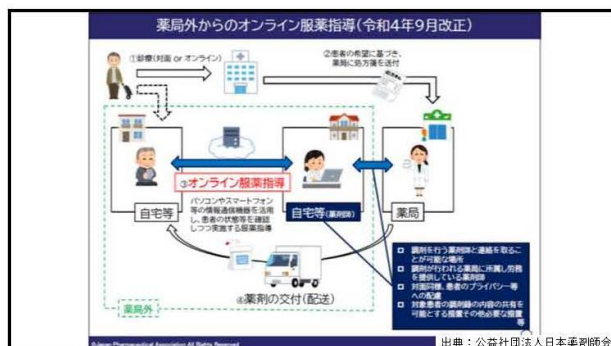 薬局外からのオンライン服薬指導(令和4年9月改正)
①診療(対面 or オンライン)
②患者の希望に基づき、
薬局に処方箋を送付
③オンライン服薬指導
パソコンやスマートフォン
等の情報通信機器を活用
し、患者の状態等を確認
しつつ実施する服薬指導
自宅等
自宅等(薬剤師)
薬局
④薬剤の交付(配送)
薬局外
調剤を行う薬剤師と連絡を取るこ
とが可能な場所
調剤が行われる薬局に所属し労務
を提供している薬剤師
対面同様、患者のプライバシー等
への配慮
対象患者の調剤録の内容の共有を
可能とする措置その他必要な措置
等
©Japan Pharmaceutical Association All Rights Reserved
出典:公益社団法人日本薬剤師会